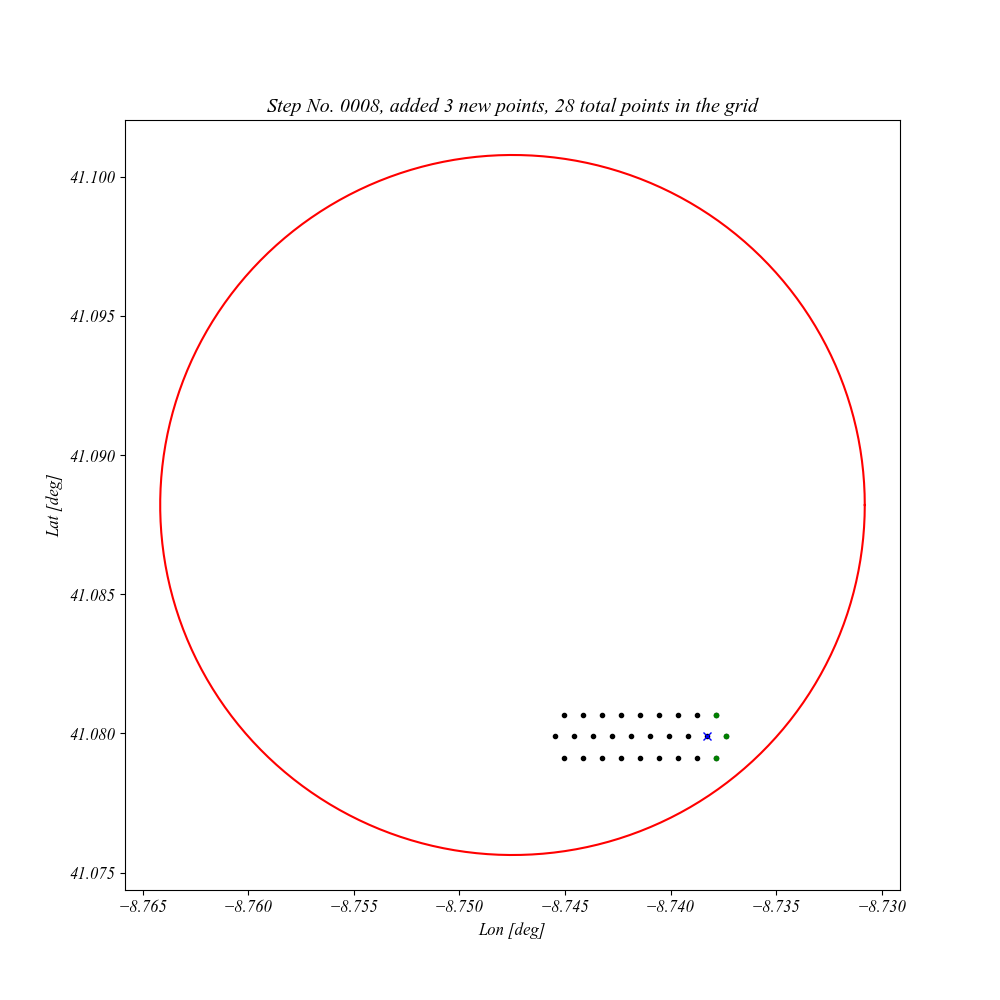 Step No. 0008, added 3 new points, 28 total points in the grid
41.100
41.095
41.090
41.085
41.080
41.075
Lat [deg]
−8.765 −8.760 −8.755 −8.750 −8.745 −8.740 −8.735 −8.730
Lon [deg]